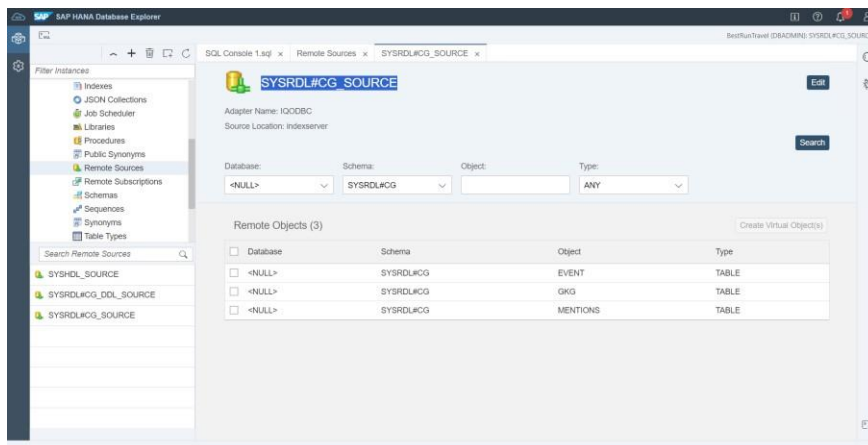 SAP HANA Database Explorer
BestRunTravel (DBADMIN): SYSRDL#CG_SOURC
SQL Console 1.sql × Remote Sources × SYSRDL#CG_SOURCE ×
Filter Instances
Indexes
JSON Collections
Job Scheduler
Libraries
Procedures
Public Synonyms
Remote Sources
Remote Subscriptions
Schemas
Sequences
Synonyms
Table Types
Search Remote Sources
SYSHDL_SOURCE
SYSRDL#CG_DDL_SOURCE
SYSRDL#CG_SOURCE
SYSRDL#CG_SOURCE
Edit
Adapter Name: IQODBC
Source Location: indexserver
Search
Database: Schema: Object: Type:
<NULL> SYSRDL#CG ANY
Remote Objects (3)
Create Virtual Object(s)
Database Schema Object Type
<NULL> SYSRDL#CG EVENT TABLE
<NULL> SYSRDL#CG GKG TABLE
<NULL> SYSRDL#CG MENTIONS TABLE